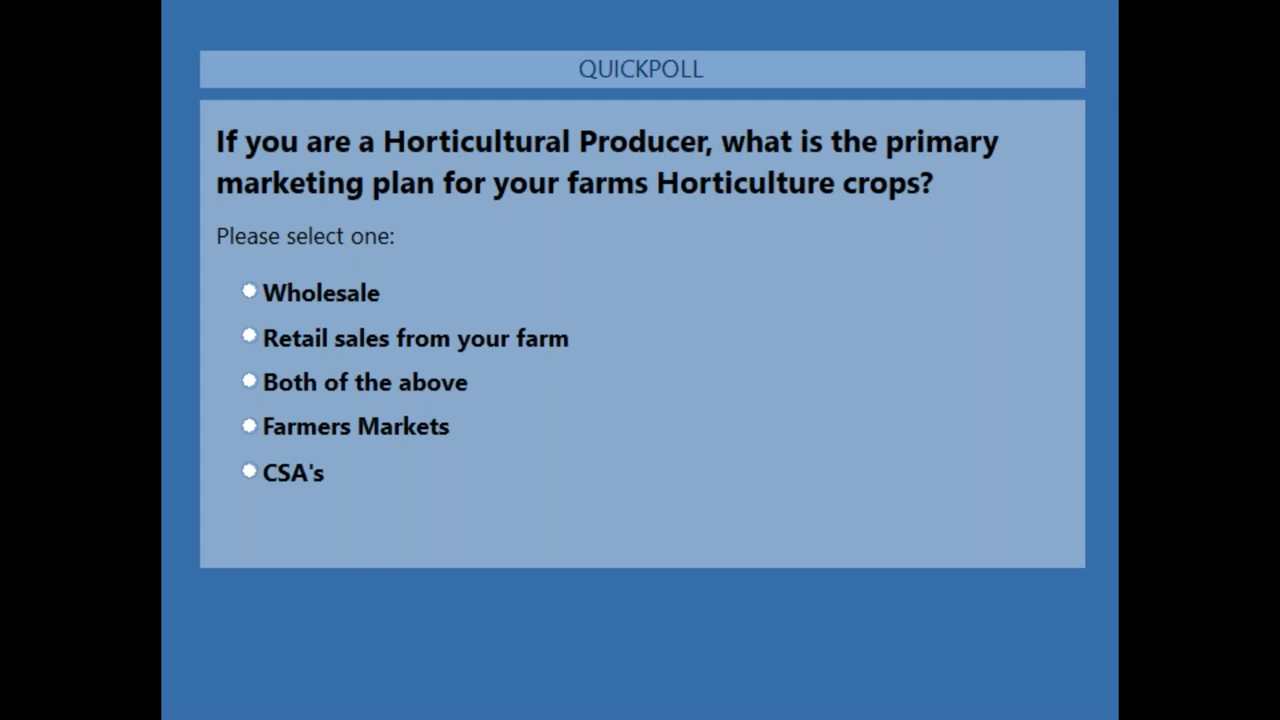 QUICKPOLL
If you are a Horticultural Producer, what is the primary
marketing plan for your farms Horticulture crops?
Please select one:
Wholesale
Retail sales from your farm
Both of the above
Farmers Markets
CSA's